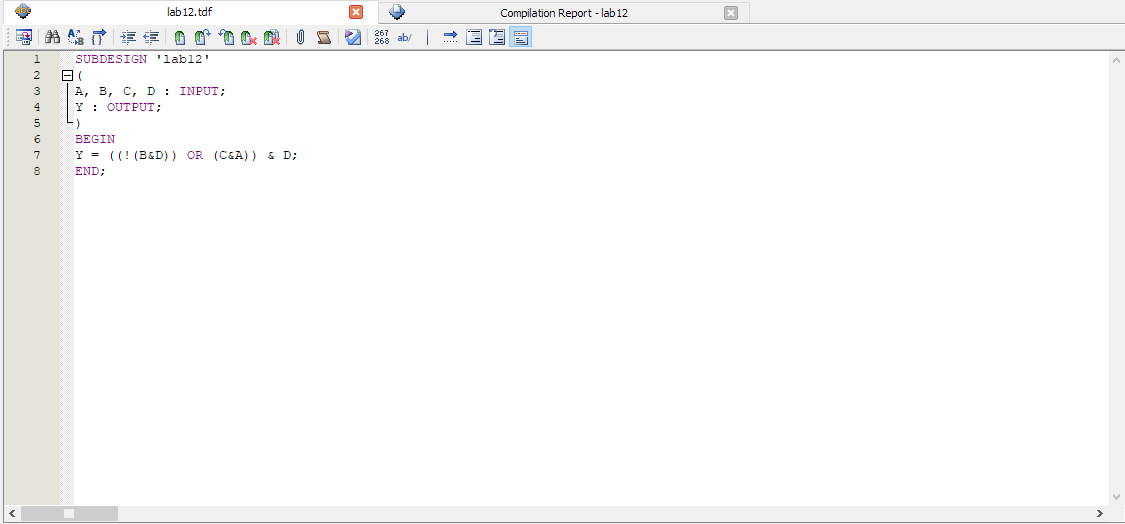 lab12.tdf
Compilation Report - lab12
267
268
ab/
1 SUBDESIGN 'lab12'
2 (
3 A, B, C, D : INPUT;
4 Y : OUTPUT;
5 )
6 BEGIN
7 Y = ((!(B&D)) OR (C&A)) & D;
8 END;